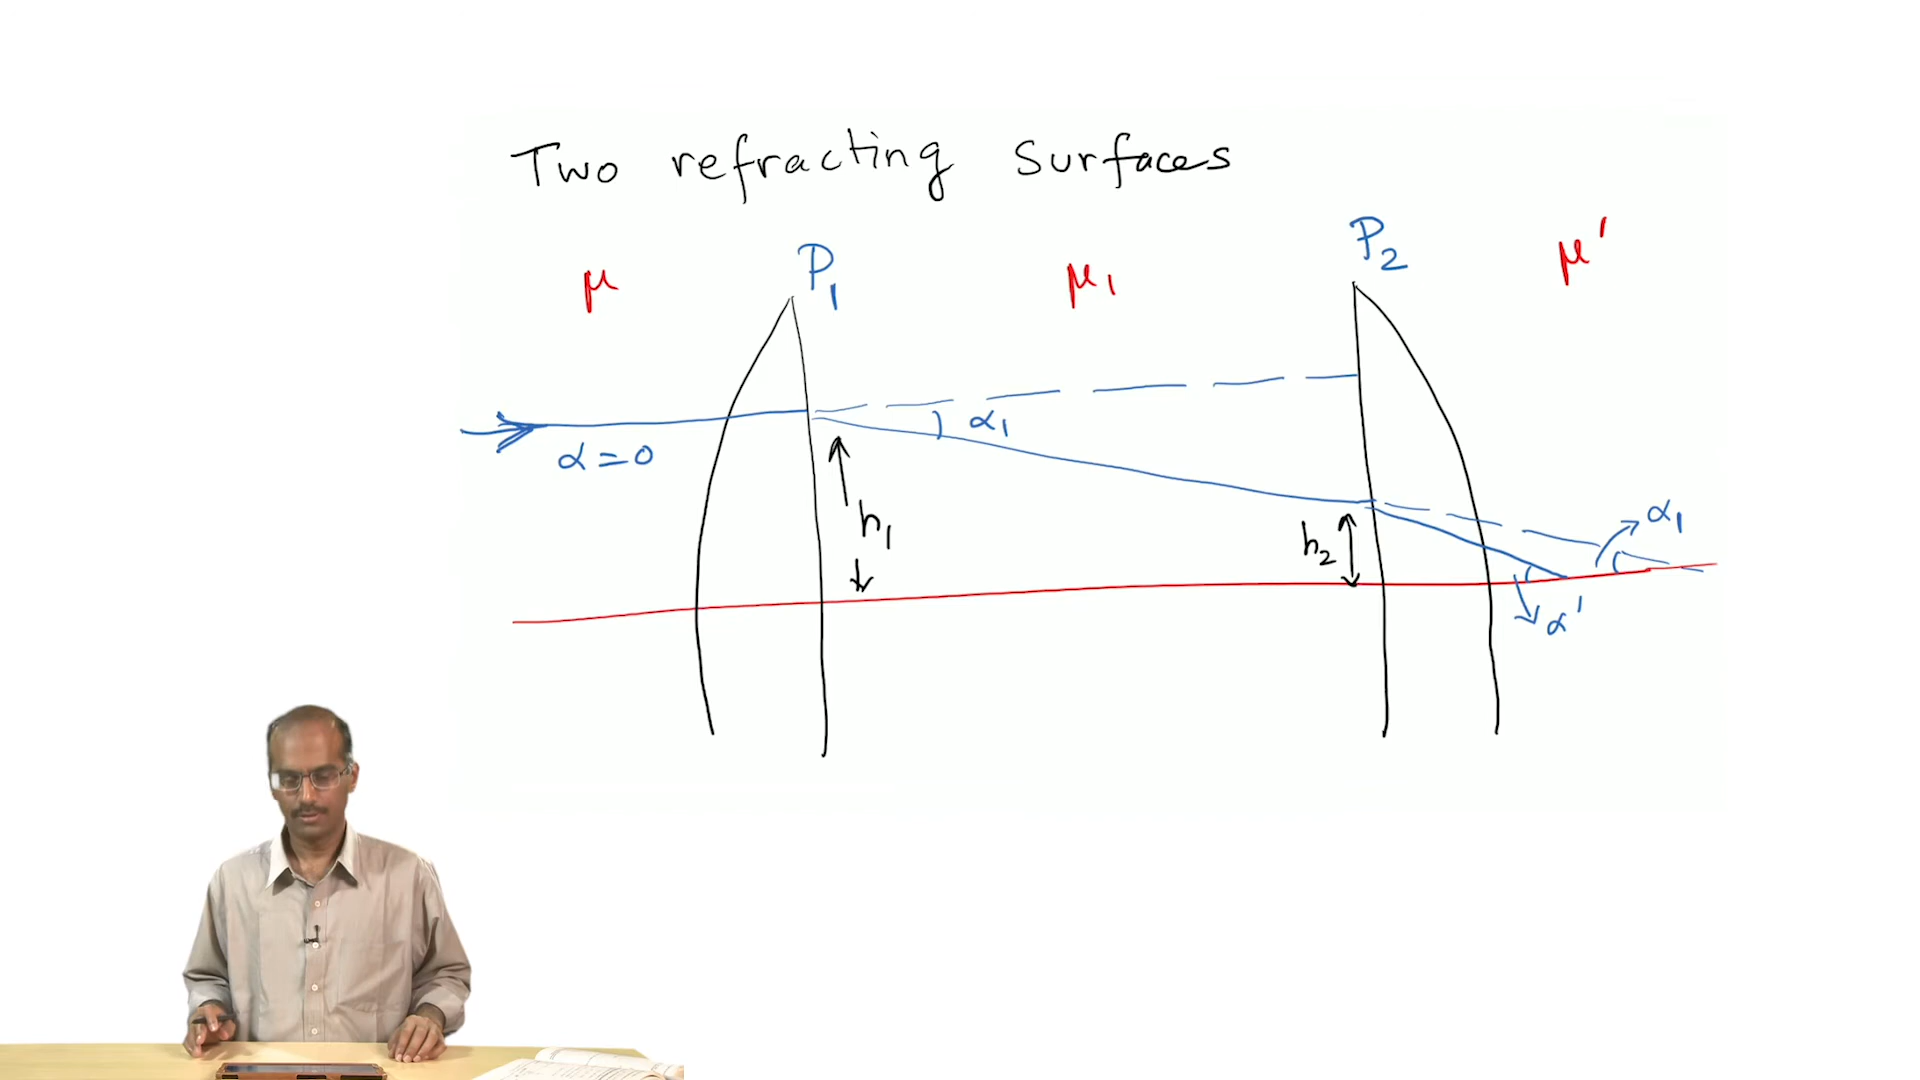 Two refracting surfaces
P₁
P₂
μ
μ₁
μ'
α = 0
α₁
h₁
h₂
α₁
α'